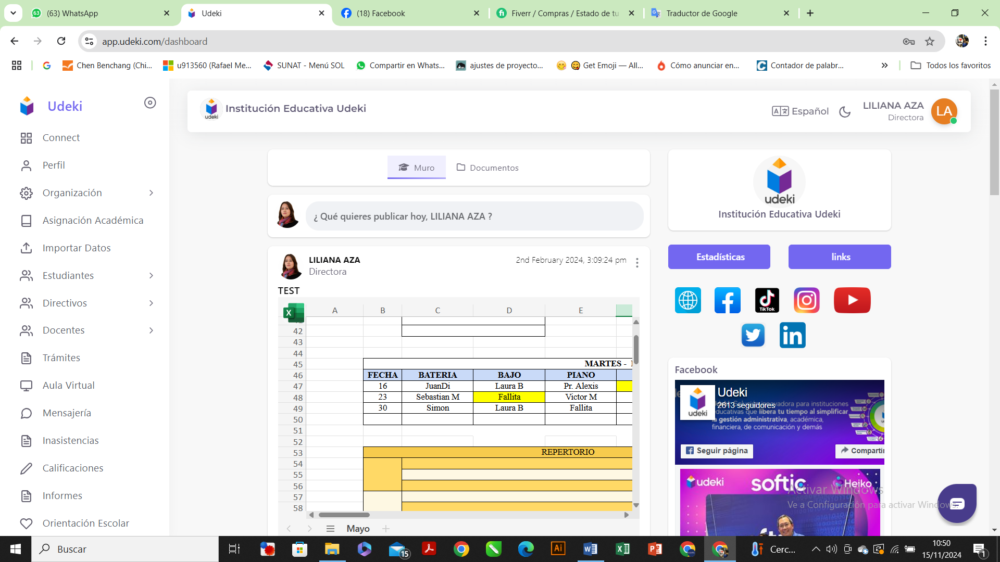 63 (63) WhatsApp
Udeki
(18) Facebook
Fiverr / Compras / Estado de tu
Traductor de Google
app.udeki.com/dashboard
Chen Benchang (Chi...
u913560 (Rafael Me...
SUNAT - Menú SOL
Compartir en Whats...
ajustes de proyecto...
Get Emoji — All...
Cómo anunciar en...
Contador de palabr...
Todos los favoritos
Udeki
Connect
Perfil
Organización
Asignación Académica
Importar Datos
Estudiantes
Directivos
Docentes
Trámites
Aula Virtual
Mensajería
Inasistencias
Calificaciones
Informes
Orientación Escolar
udeki
Institución Educativa Udeki
Español
LILIANA AZA
Directora
LA
Muro
Documentos
¿ Qué quieres publicar hoy, LILIANA AZA ?
LILIANA AZA
Directora
2nd February 2024, 3:09:24 pm
TEST
A B C D E
42
43
44
45 MARTES -
46 FECHA BATERIA BAJO PIANO
47 16 JuanDi Laura B Pr. Alexis
48 23 Sebastian M Fallita Victor M
49 30 Simon Laura B Fallita
50
51
52
53 REPERTORIO
54
55
56
57
58
Mayo
udeki
Institución Educativa Udeki
Estadísticas
links
TikTok
Facebook
udeki
Udeki
2613 seguidores
innovadora para instituciones
educativas que libera tu tiempo al simplificar
la gestión administrativa, académica,
financiera, de comunicación y demás
Seguir página
Compartir
udeki
softic
Heiko
Activar Windows
Ve a Configuración para activar Windows.
Buscar
15
Cerc...
10:50
15/11/2024
1